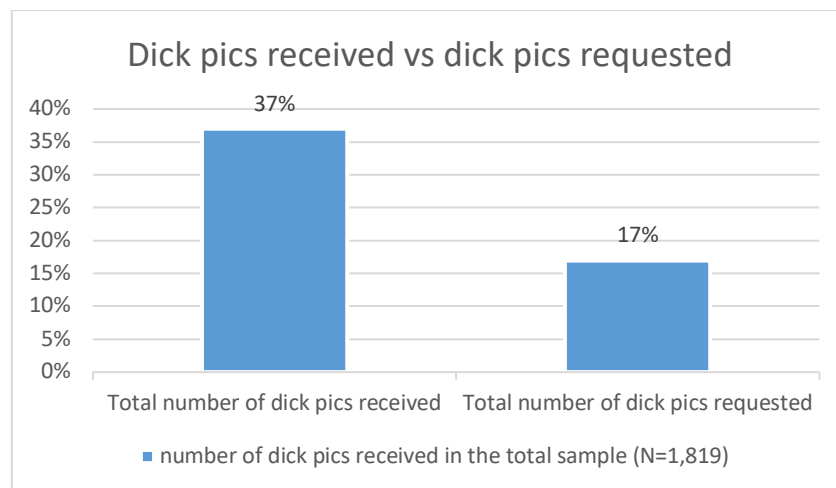 Dick pics received vs dick pics requested
40%
35%
30%
25%
20%
15%
10%
5%
0%
37%
17%
Total number of dick pics received
Total number of dick pics requested
number of dick pics received in the total sample (N=1,819)